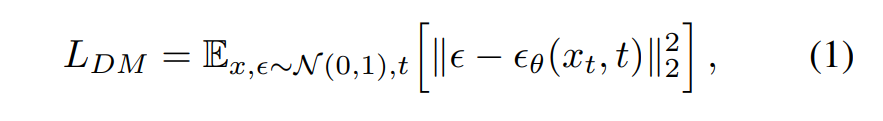 $L_{DM} = \mathbb{E}_{x,\epsilon\sim\mathcal{N}(0,1),t}\left[\|\epsilon - \epsilon_\theta(x_t, t)\|_2^2\right],$ (1)